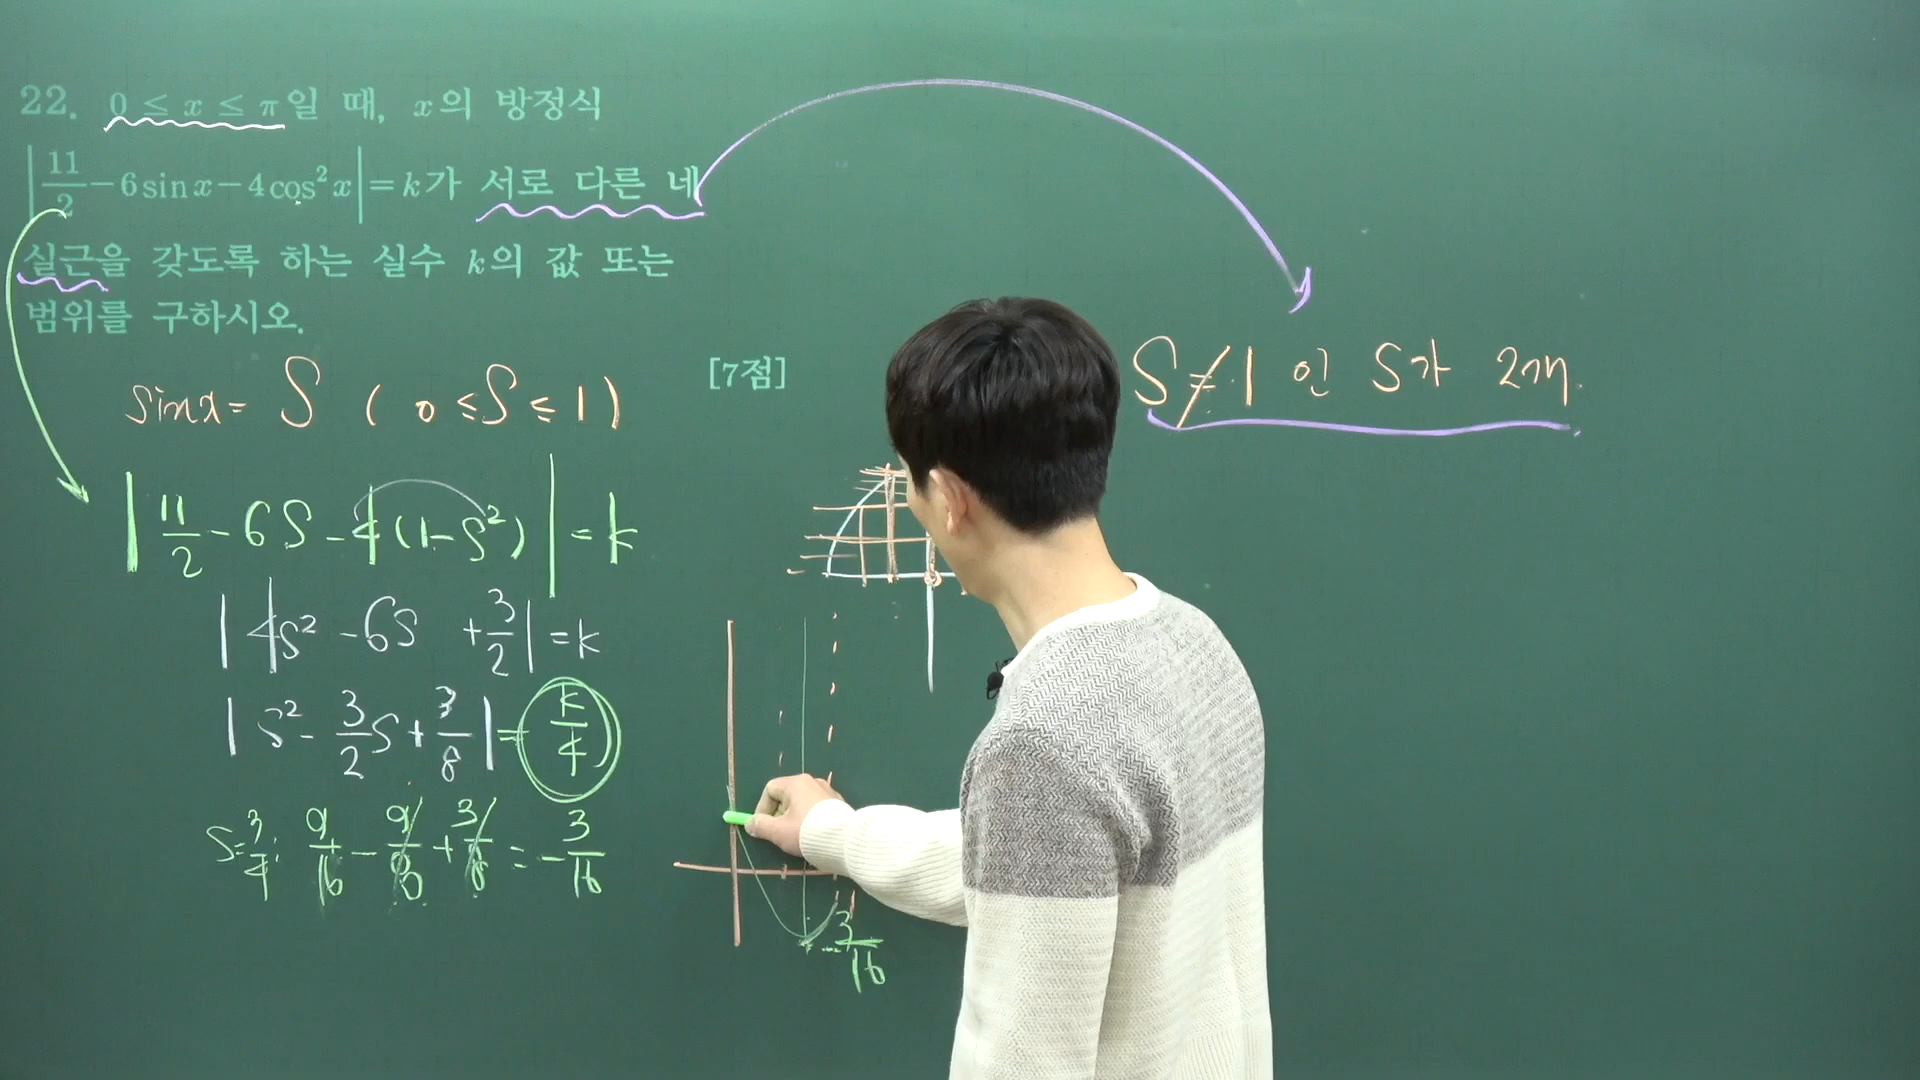 22. 0 ≤ x ≤ π일 때, x의 방정식
|11/2 − 6sinx − 4cos²x| = k가 서로 다른 네
실근을 갖도록 하는 실수 k의 값 또는
범위를 구하시오.
[7점]
sinx = S ( 0 ≤ S ≤ 1 )
S ≠ 1 인 S가 2개.
| 11/2 - 6S - 4(1-S²) | = k
| 4S² - 6S + 3/2 | = k
| S² - 3/2 S + 3/8 | = k/4
S=3/4 : 9/16 - 9/8 + 3/8 = - 3/16
- 3/16